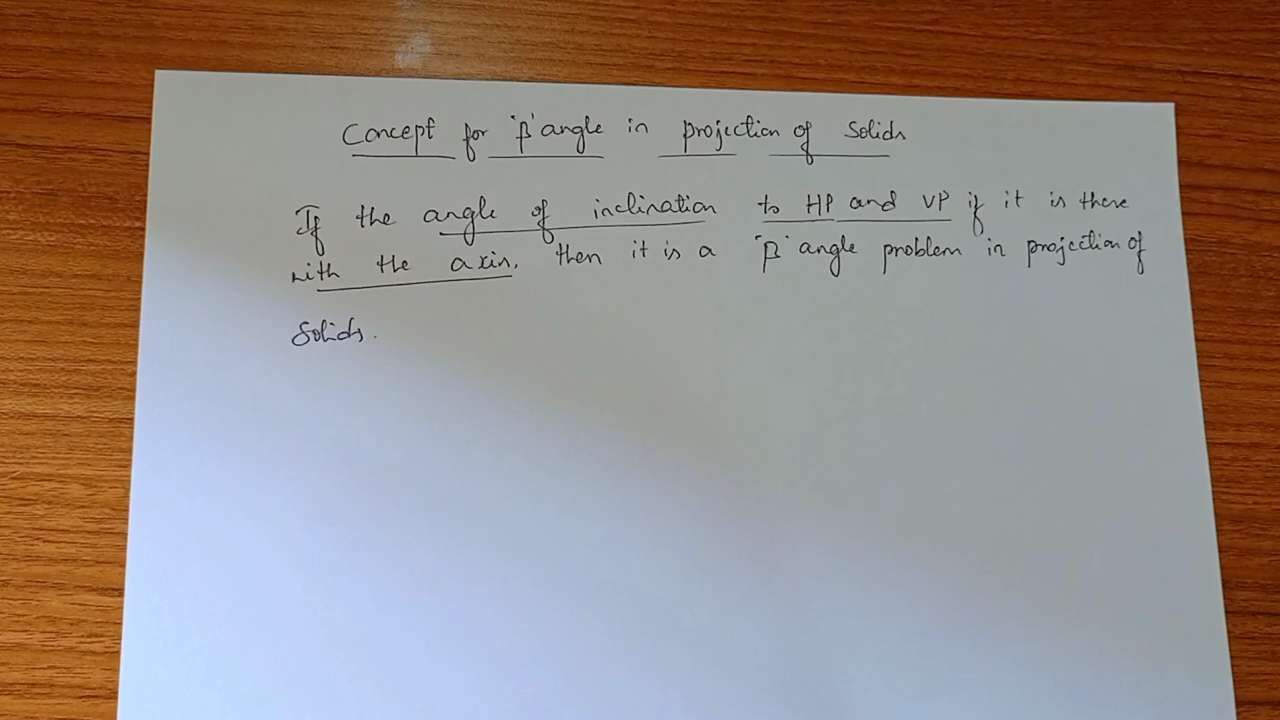 Concept for 'β' angle in projection of Solids
If the angle of inclination to HP and VP if it is there
with the axis, then it is a 'β' angle problem in projection of
Solids.